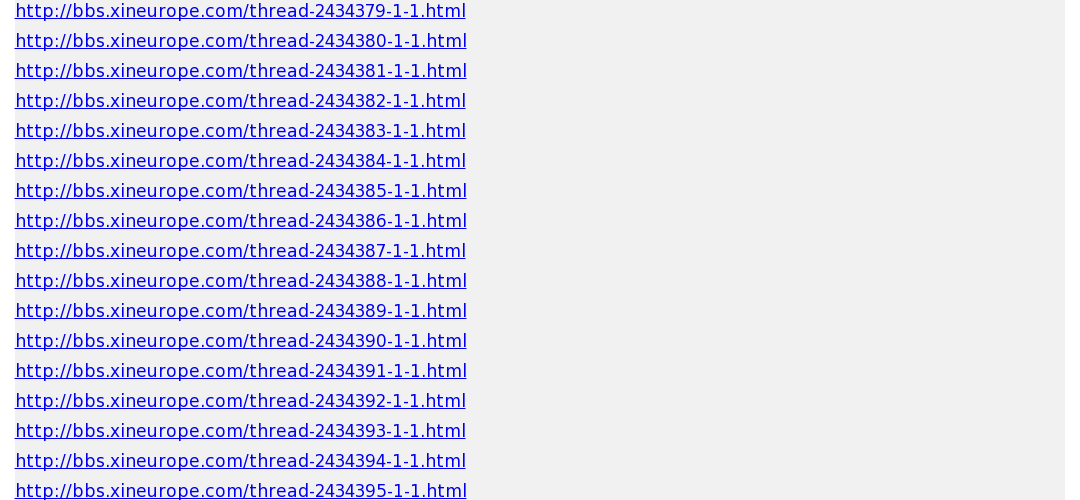 http://bbs.xineurope.com/thread-2434379-1-1.html
http://bbs.xineurope.com/thread-2434380-1-1.html
http://bbs.xineurope.com/thread-2434381-1-1.html
http://bbs.xineurope.com/thread-2434382-1-1.html
http://bbs.xineurope.com/thread-2434383-1-1.html
http://bbs.xineurope.com/thread-2434384-1-1.html
http://bbs.xineurope.com/thread-2434385-1-1.html
http://bbs.xineurope.com/thread-2434386-1-1.html
http://bbs.xineurope.com/thread-2434387-1-1.html
http://bbs.xineurope.com/thread-2434388-1-1.html
http://bbs.xineurope.com/thread-2434389-1-1.html
http://bbs.xineurope.com/thread-2434390-1-1.html
http://bbs.xineurope.com/thread-2434391-1-1.html
http://bbs.xineurope.com/thread-2434392-1-1.html
http://bbs.xineurope.com/thread-2434393-1-1.html
http://bbs.xineurope.com/thread-2434394-1-1.html
http://bbs.xineurope.com/thread-2434395-1-1.html